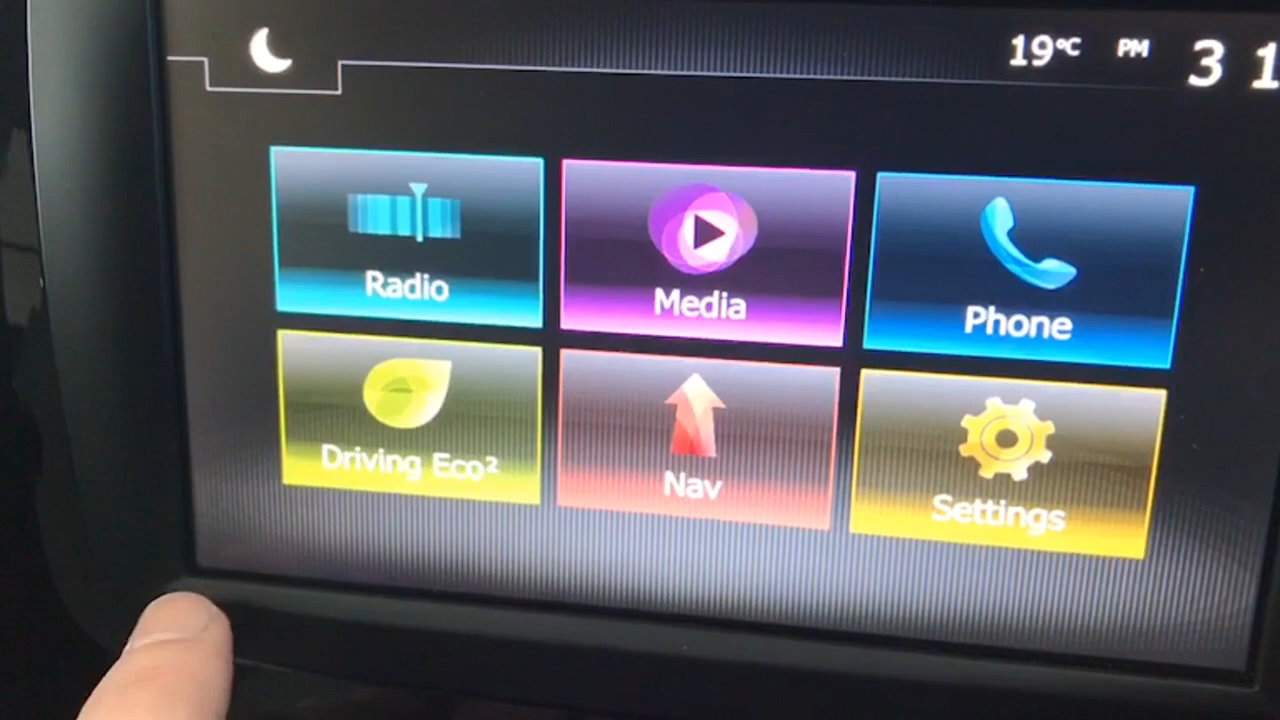 19°C PM 3 1
Radio
Media
Phone
Driving Eco²
Nav
Settings